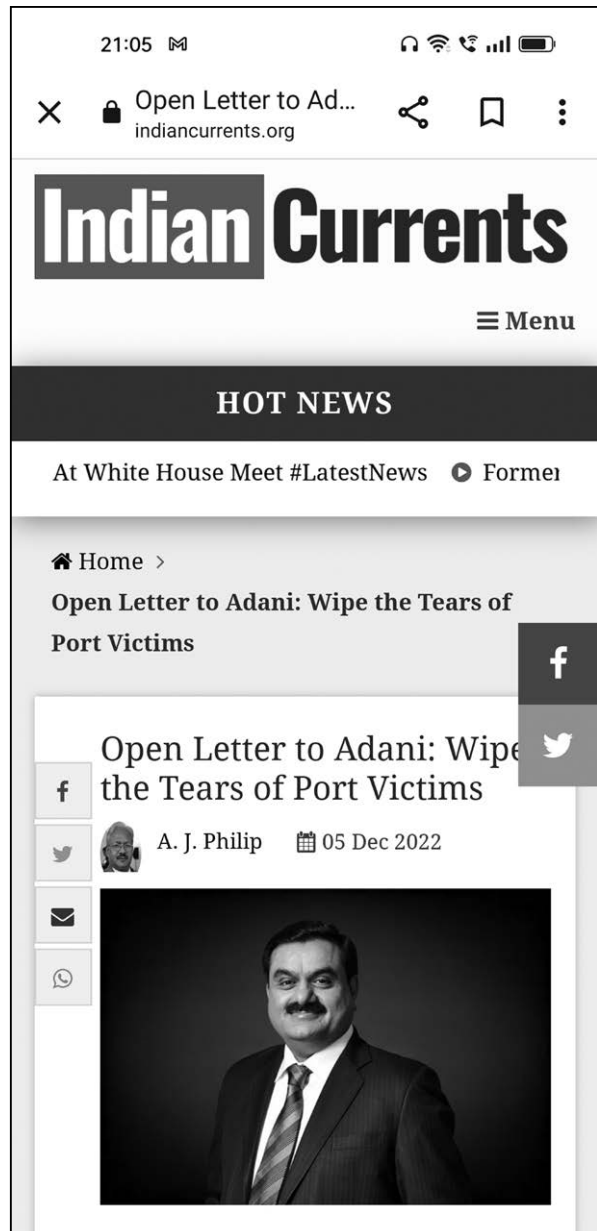 21:05
Open Letter to Ad...
indiancurrents.org
Indian Currents
Menu
HOT NEWS
At White House Meet #LatestNews Former
Home >
Open Letter to Adani: Wipe the Tears of
Port Victims
Open Letter to Adani: Wipe
the Tears of Port Victims
A. J. Philip 05 Dec 2022